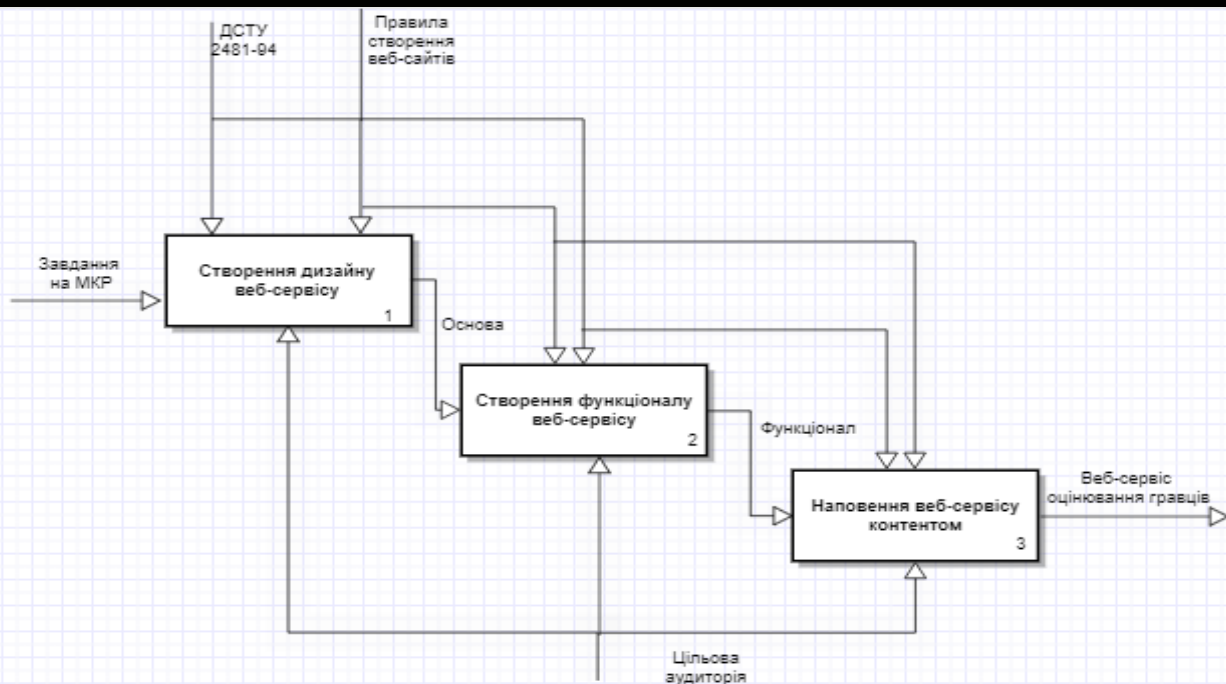 ДСТУ
2481-94
Правила
створення
веб-сайтів
Завдання
на МКР
Створення дизайну
веб-сервісу
1
Основа
Створення функціоналу
веб-сервісу
2
Функціонал
Наповення веб-сервісу
контентом
3
Веб-сервіс
оцінювання гравців
Цільова
аудиторія